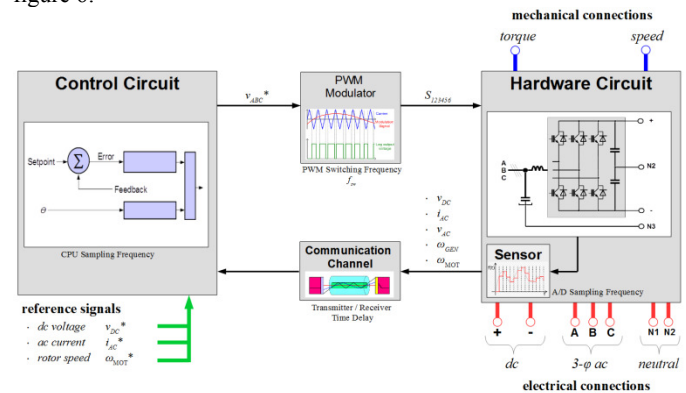 figure 6.
mechanical connections
torque
speed
Control Circuit
Setpoint
Σ
Error
Feedback
θ
CPU Sampling Frequency
v_ABC*
PWM
Modulator
PWM Switching Frequency
S_123456
Hardware Circuit
A
B
C
+
N2
-
N3
Sensor
A/D Sampling Frequency
· v_DC
· i_AC
· v_AC
· ω_GEN
· ω_MOT
Communication
Channel
Transmitter / Receiver
Time Delay
reference signals
· dc voltage v_DC*
· ac current i_AC*
· rotor speed ω_MOT*
+ - A B C N1 N2
dc 3-φ ac neutral
electrical connections